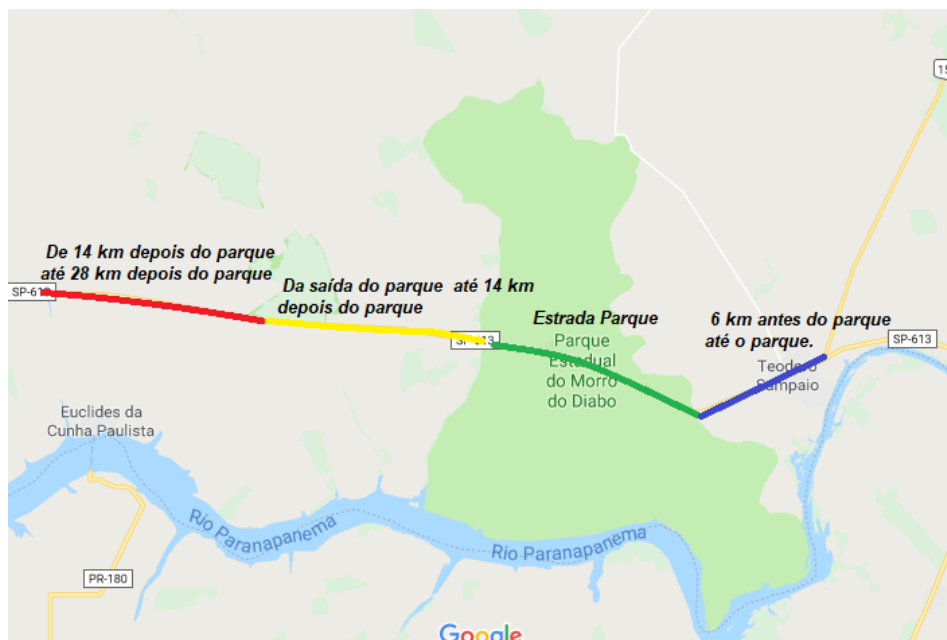 15
De 14 km depois do parque
até 28 km depois do parque
SP-613
Da saída do parque até 14 km
depois do parque
Estrada Parque
6 km antes do parque
até o parque.
SP-613
SP-613
Parque
Estadual
do Morro
do Diabo
Teodoro
Sampaio
Euclides da
Cunha Paulista
Rio Paranapanema
Rio Paranapanema
PR-180
Google